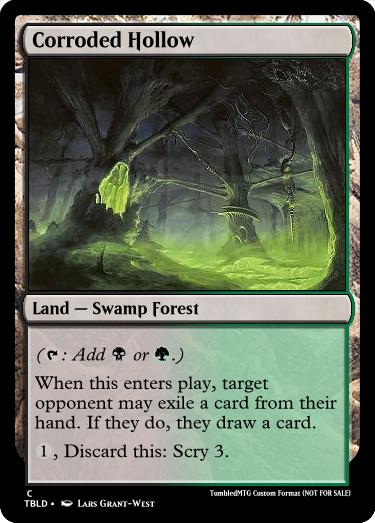 Corroded Hollow
Land — Swamp Forest
(: Add or .)
When this enters play, target
opponent may exile a card from their
hand. If they do, they draw a card.
1, Discard this: Scry 3.
C
TBLD • Lars Grant-West
TumbledMTG Custom Format (NOT FOR SALE)